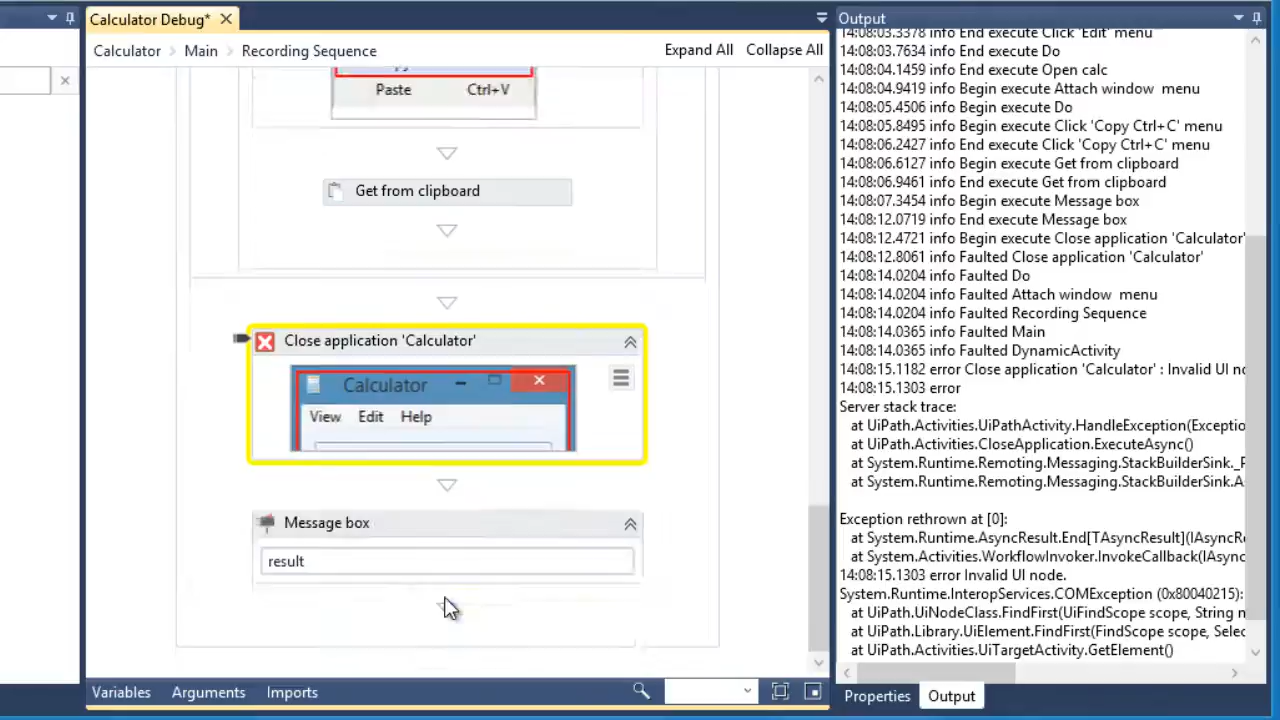 Calculator Debug*
Calculator > Main > Recording Sequence
Expand All
Collapse All
Paste Ctrl+V
Get from clipboard
Close application 'Calculator'
Calculator
View Edit Help
Message box
result
Variables
Arguments
Imports
Output
14:08:03.3378 info End execute Click 'Edit' menu
14:08:03.7634 info End execute Do
14:08:04.1459 info End execute Open calc
14:08:04.9419 info Begin execute Attach window  menu
14:08:05.4506 info Begin execute Do
14:08:05.8495 info Begin execute Click 'Copy Ctrl+C' menu
14:08:06.2427 info End execute Click 'Copy Ctrl+C' menu
14:08:06.6127 info Begin execute Get from clipboard
14:08:06.9461 info End execute Get from clipboard
14:08:07.3454 info Begin execute Message box
14:08:12.0719 info End execute Message box
14:08:12.4721 info Begin execute Close application 'Calculator'
14:08:12.8061 info Faulted Close application 'Calculator'
14:08:14.0204 info Faulted Do
14:08:14.0204 info Faulted Attach window  menu
14:08:14.0204 info Faulted Recording Sequence
14:08:14.0365 info Faulted Main
14:08:14.0365 info Faulted DynamicActivity
14:08:15.1182 error Close application 'Calculator' : Invalid UI
14:08:15.1303 error
Server stack trace:
at UiPath.Activities.UiPathActivity.HandleException(Exceptio
at UiPath.Activities.CloseApplication.ExecuteAsync()
at System.Runtime.Remoting.Messaging.StackBuilderSink._
at System.Runtime.Remoting.Messaging.StackBuilderSink.A
Exception rethrown at [0]:
at System.Runtime.AsyncResult.End[TAsyncResult](IAsyncR
at System.Activities.WorkflowInvoker.InvokeCallback(IAsyn
14:08:15.1303 error Invalid UI node.
System.Runtime.InteropServices.COMException (0x80040215):
at UiPath.UiNodeClass.FindFirst(UiFindScope scope, String
at UiPath.Library.UiElement.FindFirst(FindScope scope, Selec
at UiPath.Activities.UiTargetActivity.GetElement()
Properties
Output